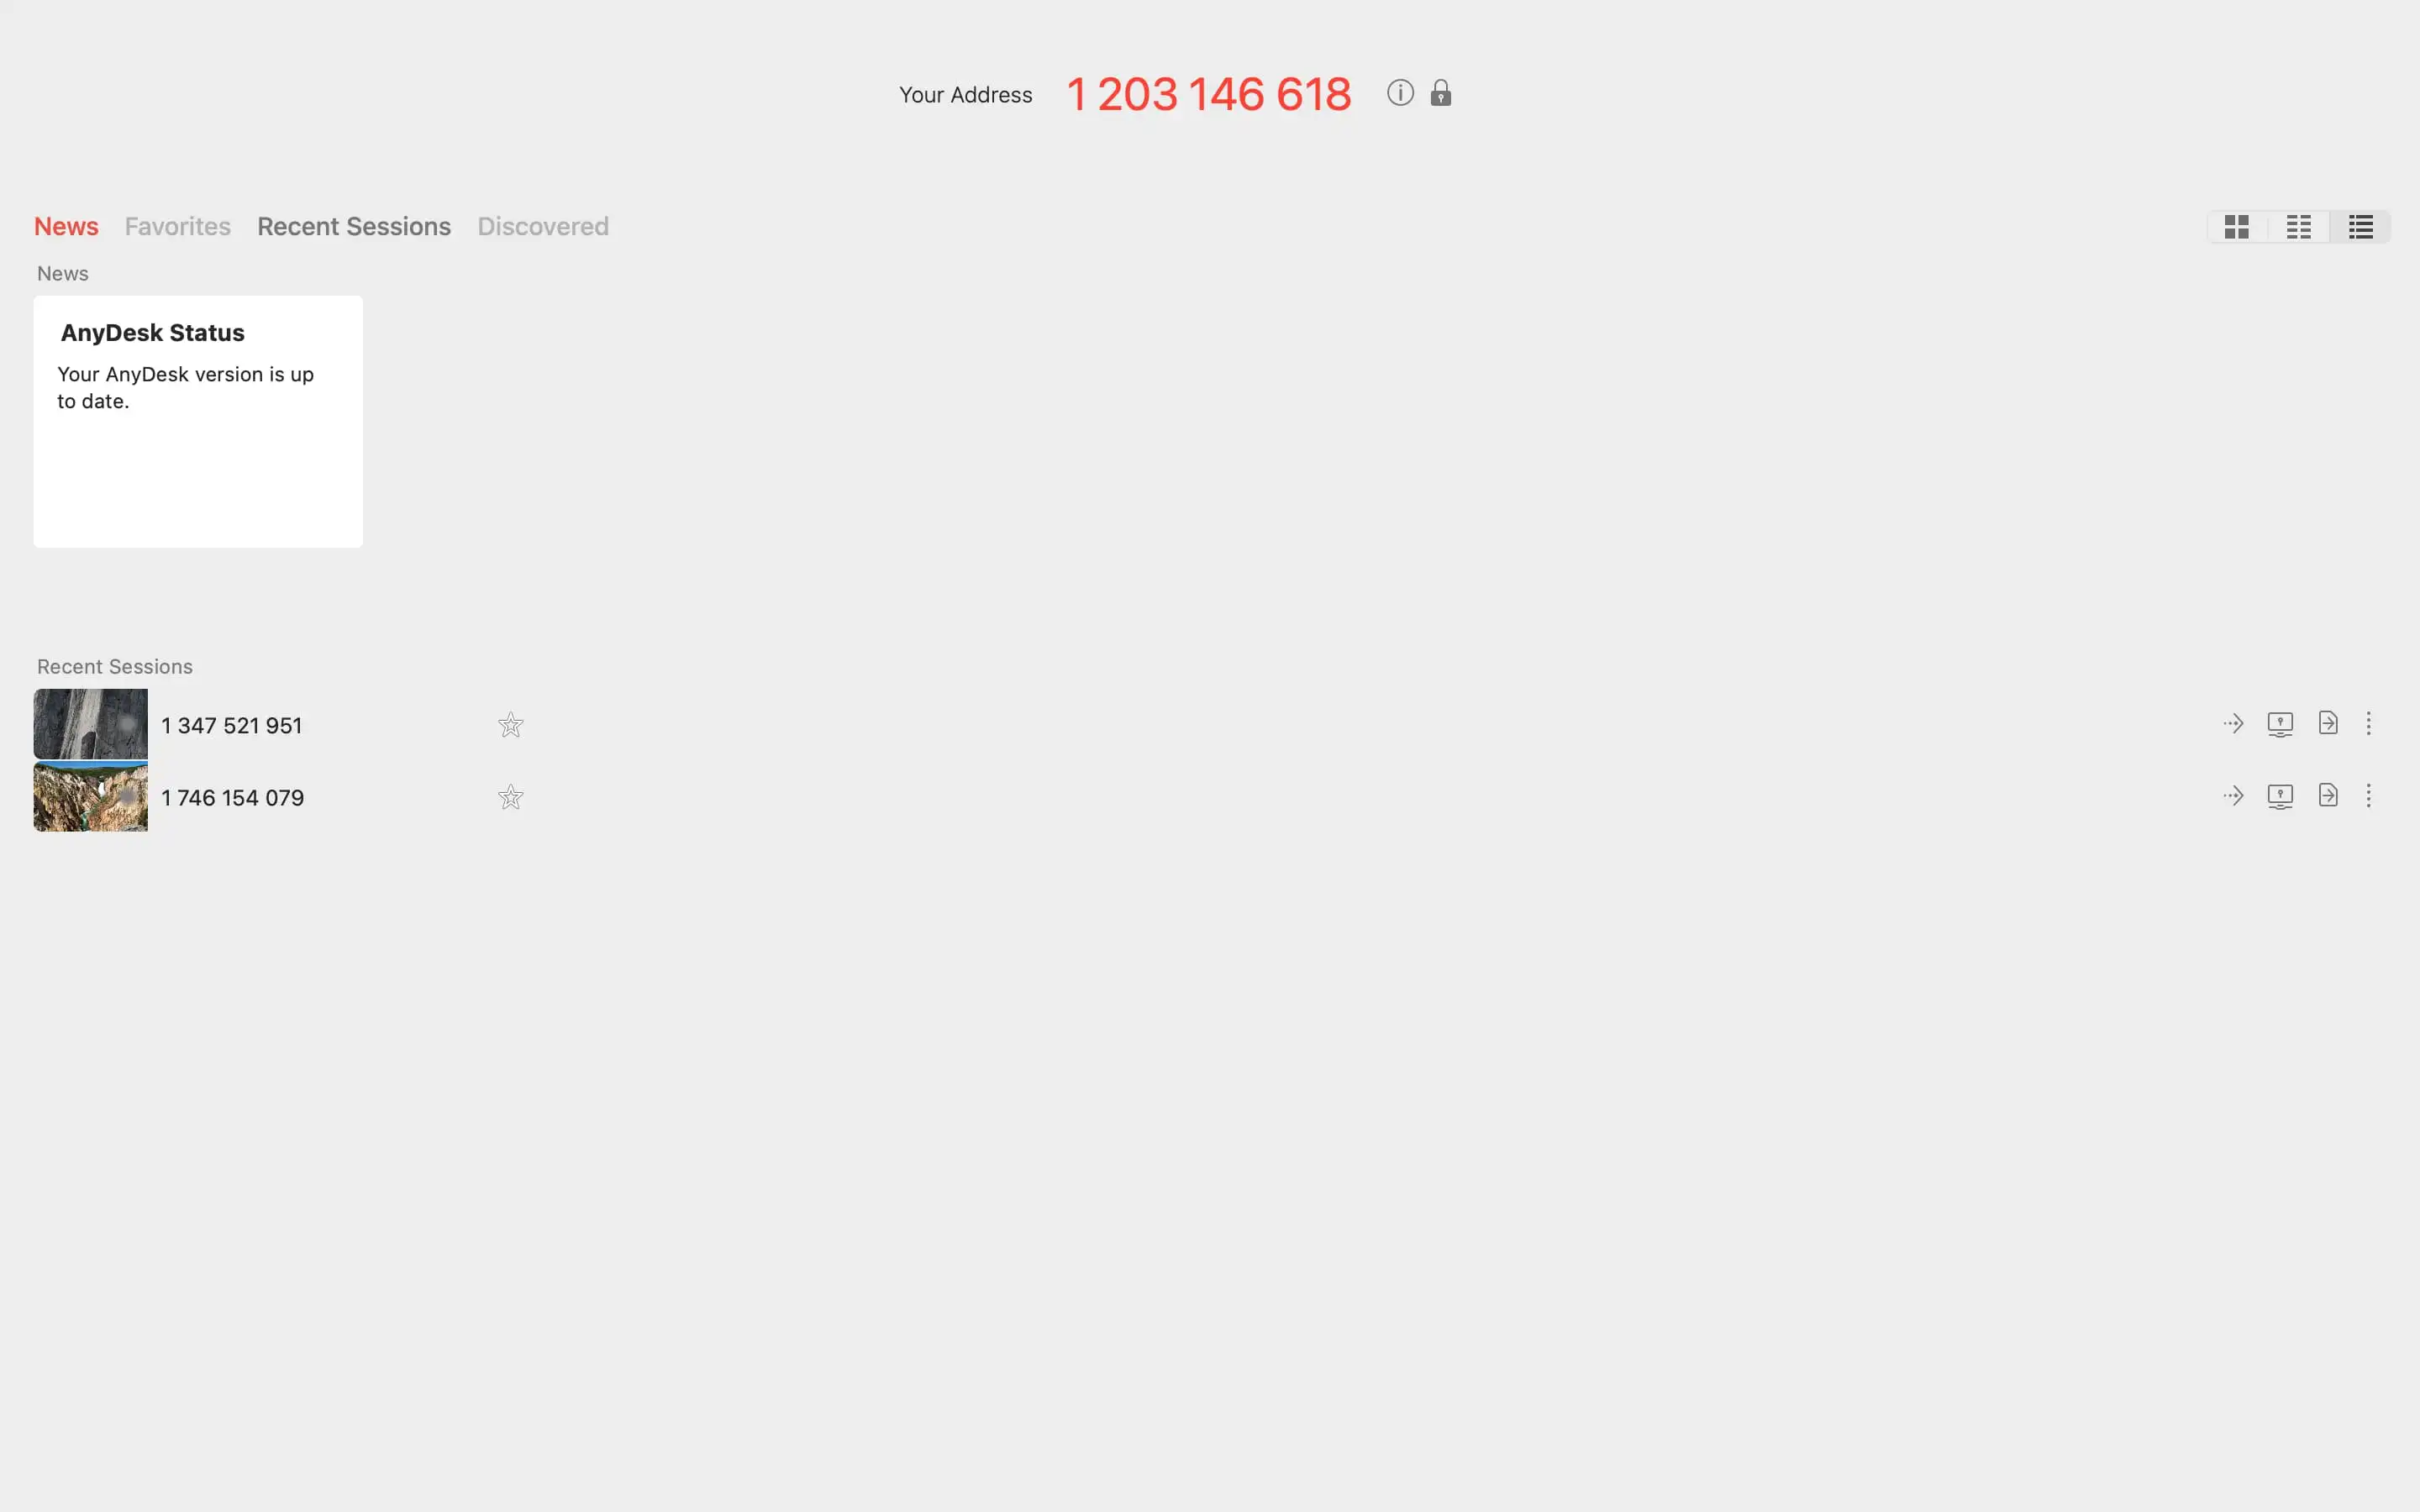 Your Address 1 203 146 618
News Favorites Recent Sessions Discovered
News
AnyDesk Status
Your AnyDesk version is up
to date.
Recent Sessions
1 347 521 951
1 746 154 079